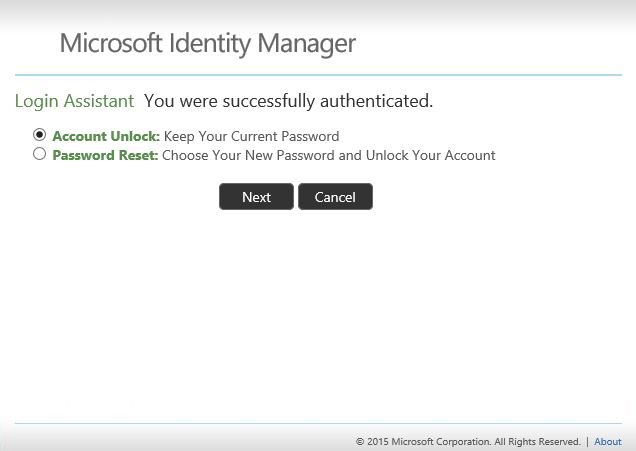 Microsoft Identity Manager
Login Assistant You were successfully authenticated.
Account Unlock: Keep Your Current Password
Password Reset: Choose Your New Password and Unlock Your Account
Next Cancel
© 2015 Microsoft Corporation. All Rights Reserved. | About